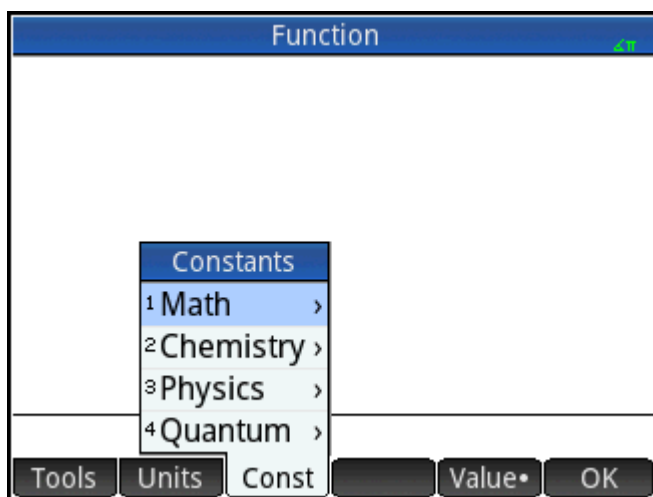 Function
∡π
Constants
1 Math ›
2 Chemistry ›
3 Physics ›
4 Quantum ›
Tools Units Const Value• OK